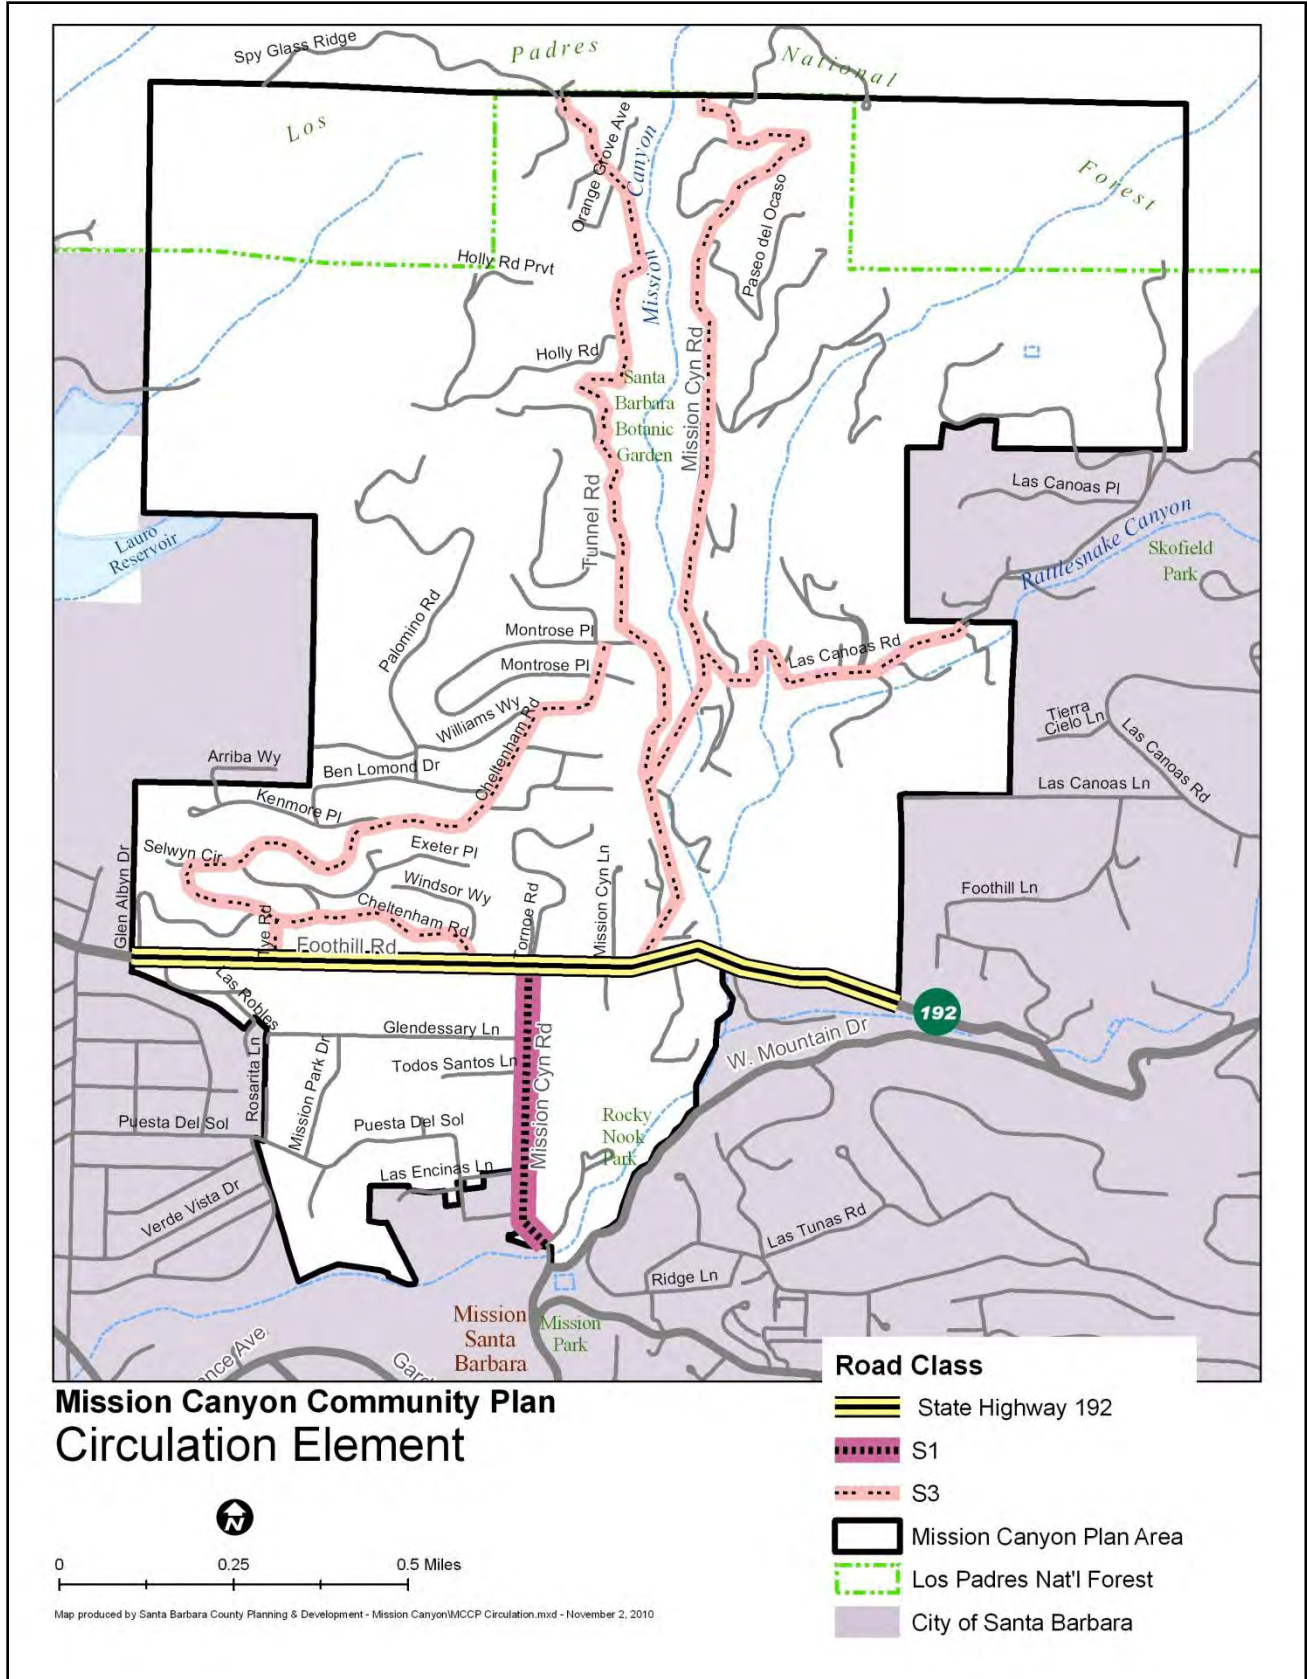 Spy Glass Ridge
Padres
National
Los
Forest
Orange Grove Ave
Canyon
Mission
Paseo del Ocaso
Holly Rd Prvt
Holly Rd
Mission Cyn Rd
Santa
Barbara
Botanic
Garden
Tunnel Rd
Las Canoas Pl
Rattlesnake Canyon
Skofield
Park
Lauro
Reservoir
Palomino Rd
Montrose Pl
Montrose Pl
Las Canoas Rd
Williams Wy
Cheltenham Rd
Tierra
Cielo Ln
Las Canoas Rd
Arriba Wy
Ben Lomond Dr
Las Canoas Ln
Kenmore Pl
Selwyn Cir
Exeter Pl
Windsor Wy
Mission Cyn Ln
Foothill Ln
Glen Albyn Dr
Tye Rd
Cheltenham Rd
Tornoe Rd
Foothill Rd
Las Robles
192
Glendessary Ln
W. Mountain Dr
Todos Santos Ln
Mission Cyn Rd
Rosarita Ln
Mission Park Dr
Puesta Del Sol
Puesta Del Sol
Rocky
Nook
Park
Las Encinas Ln
Verde Vista Dr
Las Tunas Rd
Ridge Ln
Mission
Santa
Barbara
Mission
Park
ance Ave
Gard
Mission Canyon Community Plan
Circulation Element
N
0 0.25 0.5 Miles
Map produced by Santa Barbara County Planning & Development - Mission Canyon\MCCP Circulation.mxd - November 2, 2010
Road Class
State Highway 192
S1
S3
Mission Canyon Plan Area
Los Padres Nat'l Forest
City of Santa Barbara